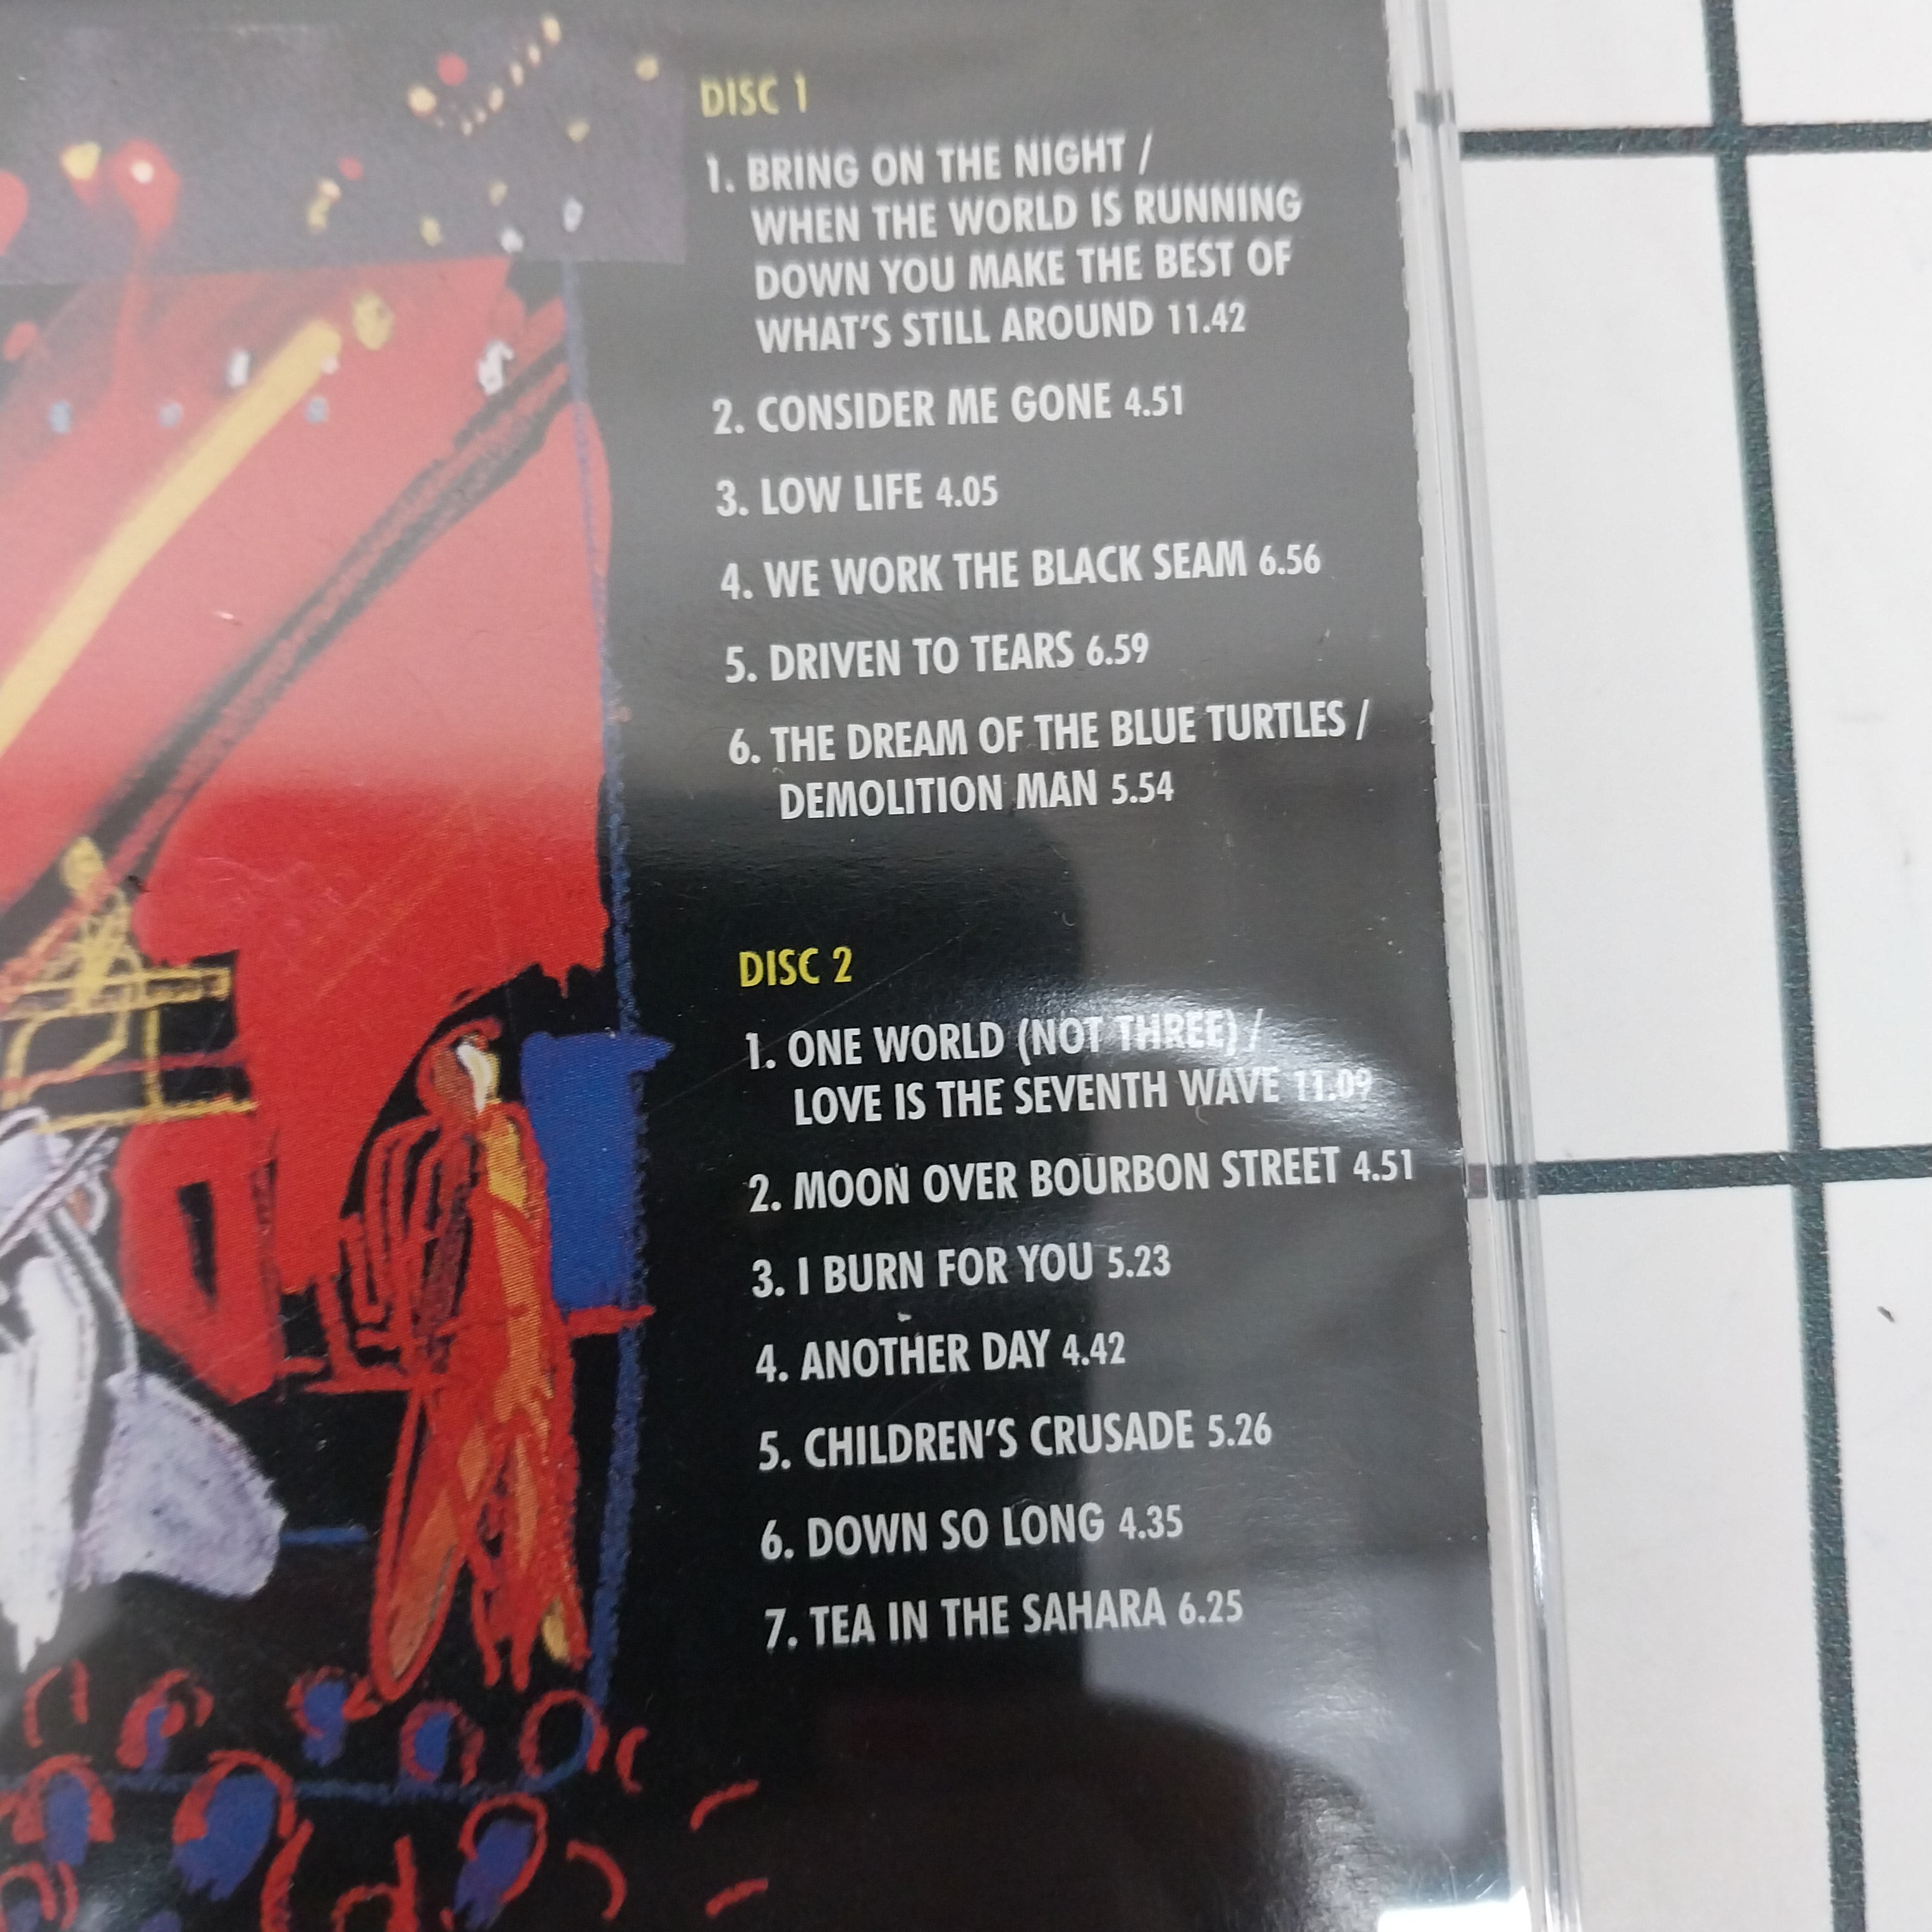 DISC 1
1. BRING ON THE NIGHT /
WHEN THE WORLD IS RUNNING
DOWN YOU MAKE THE BEST OF
WHAT'S STILL AROUND 11.42
2. CONSIDER ME GONE 4.51
3. LOW LIFE 4.05
4. WE WORK THE BLACK SEAM 6.56
5. DRIVEN TO TEARS 6.59
6. THE DREAM OF THE BLUE TURTLES /
DEMOLITION MAN 5.54
DISC 2
1. ONE WORLD (NOT THREE) /
LOVE IS THE SEVENTH WAVE 11.09
2. MOON OVER BOURBON STREET 4.51
3. I BURN FOR YOU 5.23
4. ANOTHER DAY 4.42
5. CHILDREN'S CRUSADE 5.26
6. DOWN SO LONG 4.35
7. TEA IN THE SAHARA 6.25